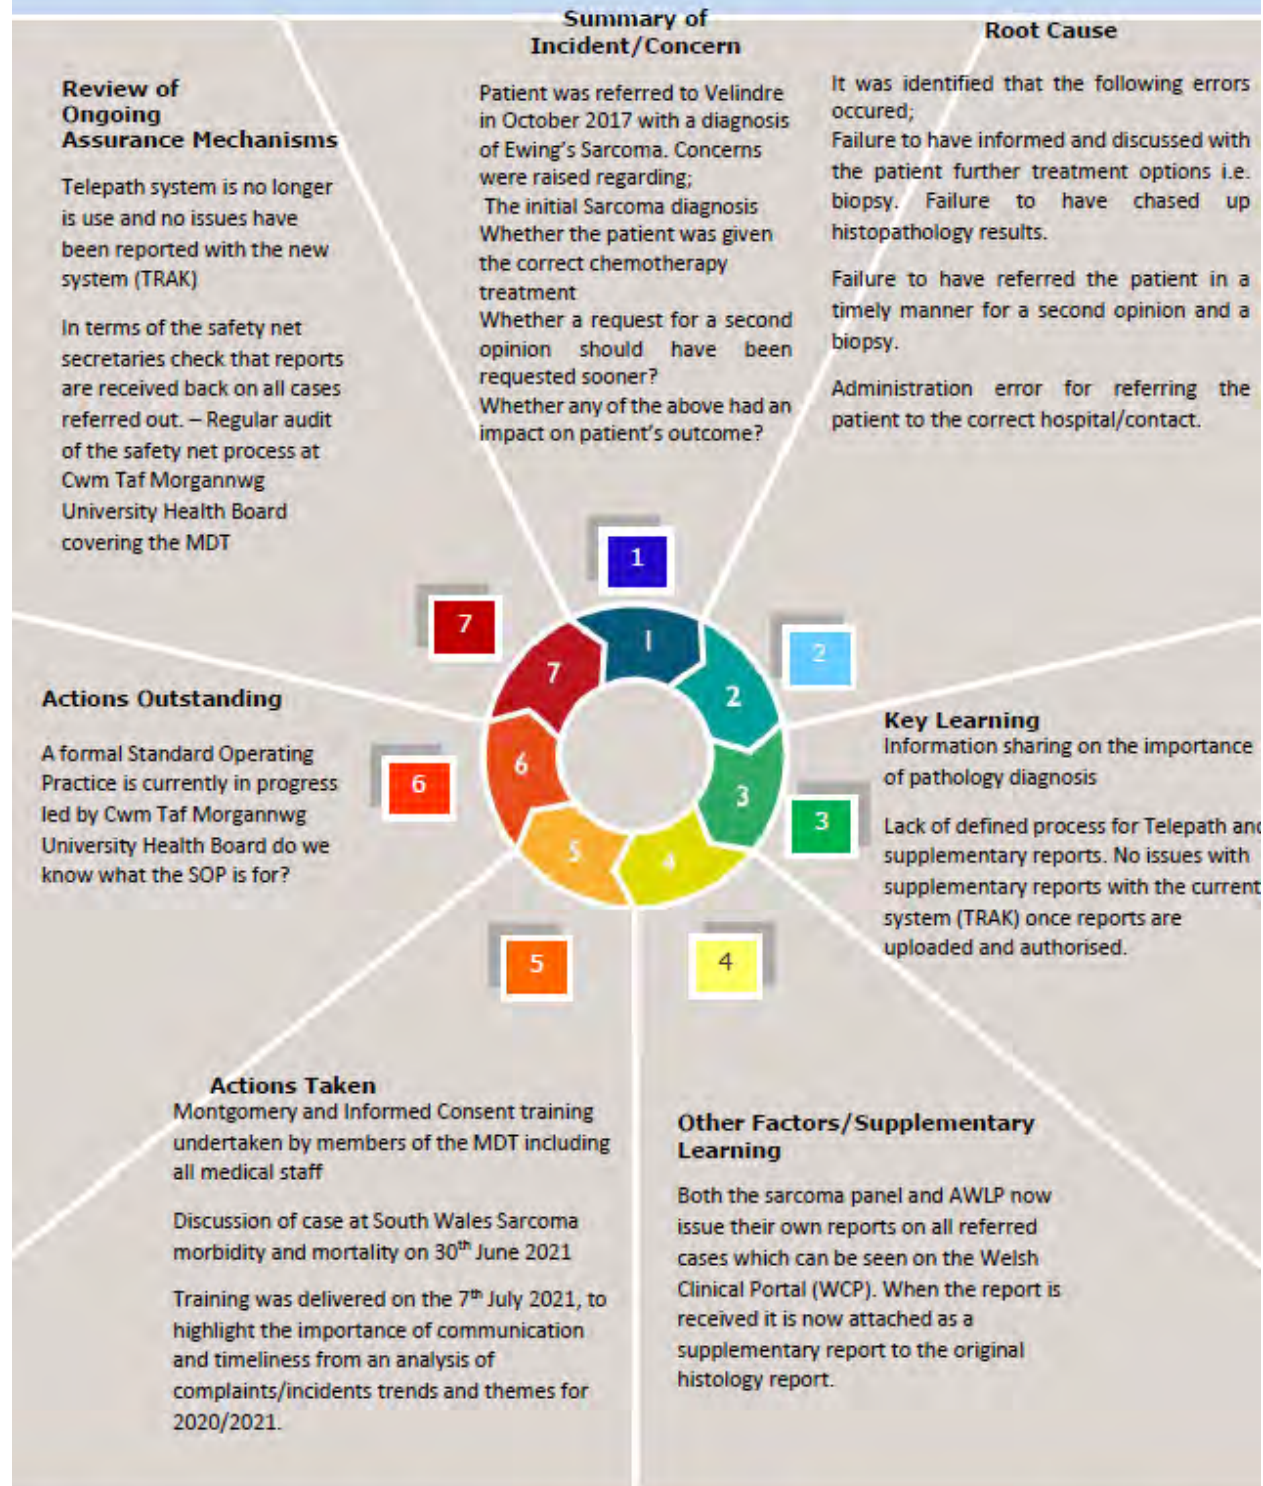 Summary of
Incident/Concern
Patient was referred to Velindre
in October 2017 with a diagnosis
of Ewing's Sarcoma. Concerns
were raised regarding;
The initial Sarcoma diagnosis
Whether the patient was given
the correct chemotherapy
treatment
Whether a request for a second
opinion should have been
requested sooner?
Whether any of the above had an
impact on patient's outcome?
Root Cause
It was identified that the following errors
occured;
Failure to have informed and discussed with
the patient further treatment options i.e.
biopsy. Failure to have chased up
histopathology results.
Failure to have referred the patient in a
timely manner for a second opinion and a
biopsy.
Administration error for referring the
patient to the correct hospital/contact.
Key Learning
Information sharing on the importance
of pathology diagnosis
Lack of defined process for Telepath and
supplementary reports. No issues with
supplementary reports with the current
system (TRAK) once reports are
uploaded and authorised.
Other Factors/Supplementary
Learning
Both the sarcoma panel and AWLP now
issue their own reports on all referred
cases which can be seen on the Welsh
Clinical Portal (WCP). When the report is
received it is now attached as a
supplementary report to the original
histology report.
Actions Taken
Montgomery and Informed Consent training
undertaken by members of the MDT including
all medical staff
Discussion of case at South Wales Sarcoma
morbidity and mortality on 30th June 2021
Training was delivered on the 7th July 2021, to
highlight the importance of communication
and timeliness from an analysis of
complaints/incidents trends and themes for
2020/2021.
Actions Outstanding
A formal Standard Operating
Practice is currently in progress
led by Cwm Taf Morgannwg
University Health Board do we
know what the SOP is for?
Review of
Ongoing
Assurance Mechanisms
Telepath system is no longer
is use and no issues have
been reported with the new
system (TRAK)
In terms of the safety net
secretaries check that reports
are received back on all cases
referred out. – Regular audit
of the safety net process at
Cwm Taf Morgannwg
University Health Board
covering the MDT
1
2
3
4
5
6
7
1
2
3
4
5
6
7